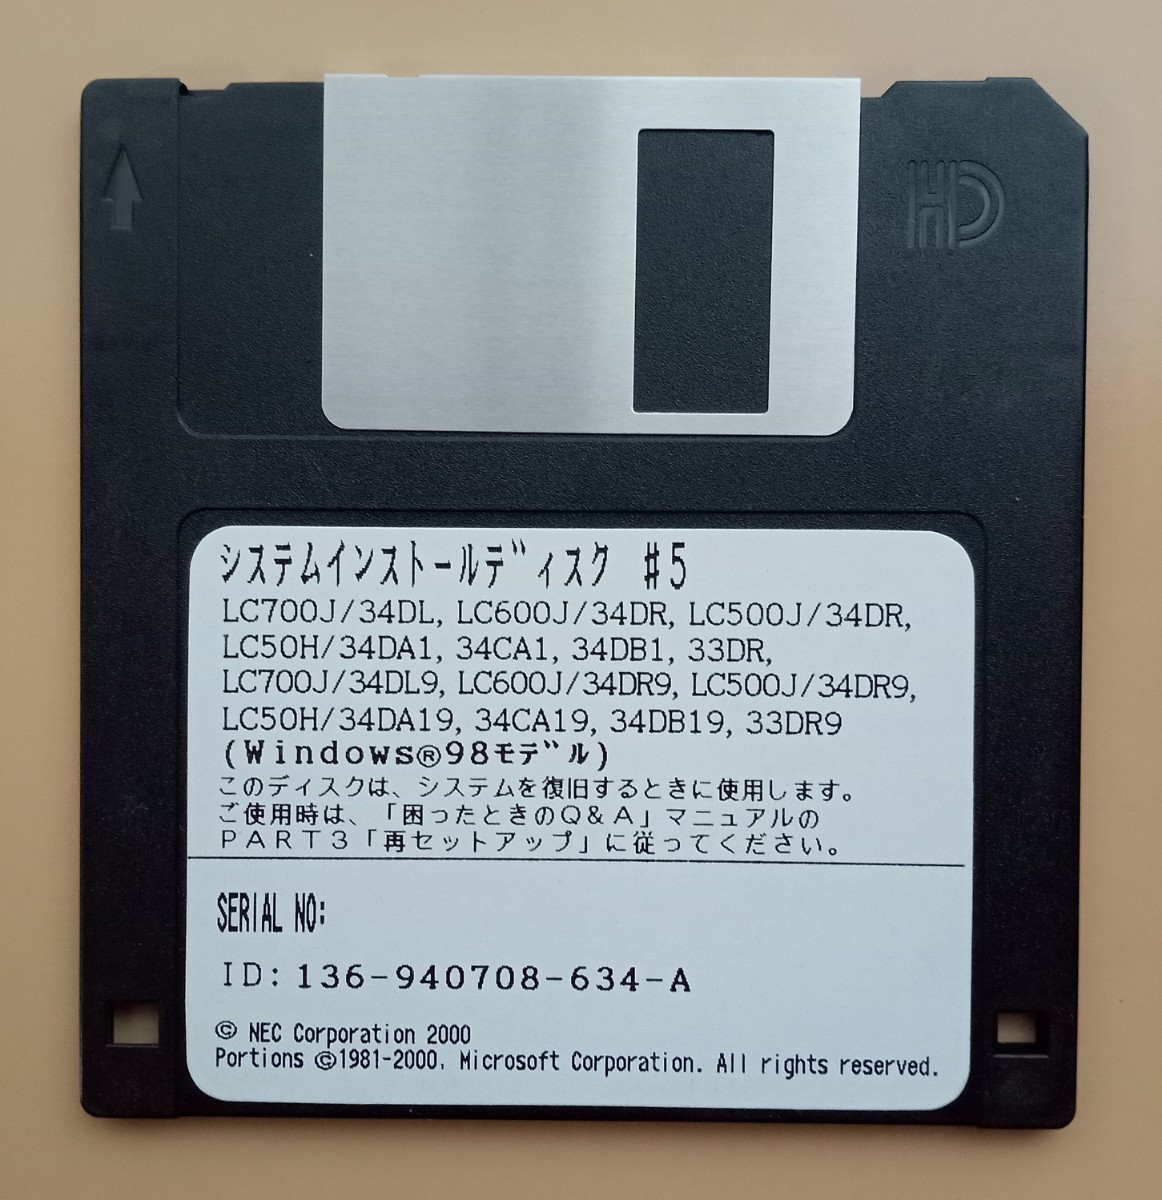 HD
システムインストールディスク #5
LC700J/34DL, LC600J/34DR, LC500J/34DR,
LC50H/34DA1, 34CA1, 34DB1, 33DR,
LC700J/34DL9, LC600J/34DR9, LC500J/34DR9,
LC50H/34DA19, 34CA19, 34DB19, 33DR9
(Windows®98モデル)
このディスクは、システムを復旧するときに使用します。
ご使用時は、「困ったときのQ&A」マニュアルの
PART3「再セットアップ」に従ってください。
SERIAL NO:
ID: 136-940708-634-A
© NEC Corporation 2000
Portions ©1981-2000, Microsoft Corporation. All rights reserved.